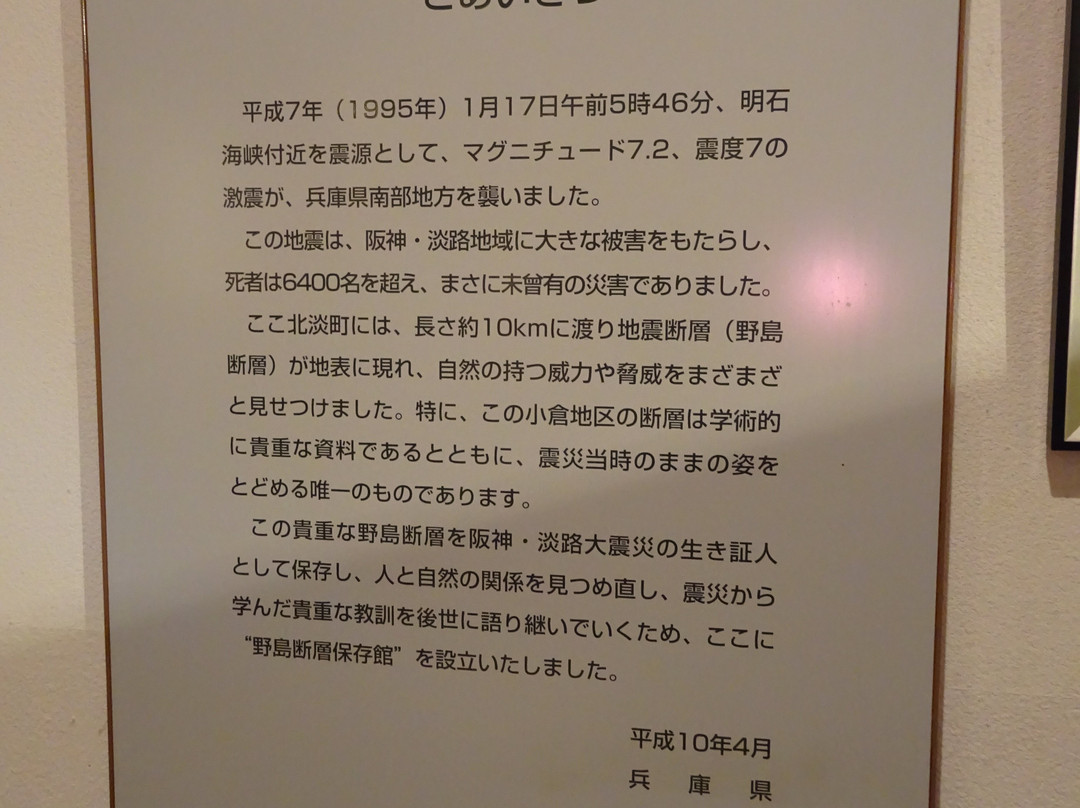 ごあいさつ
平成7年（1995年）1月17日午前5時46分、明石
海峡付近を震源として、マグニチュード7.2、震度7の
激震が、兵庫県南部地方を襲いました。
この地震は、阪神・淡路地域に大きな被害をもたらし、
死者は6400名を超え、まさに未曾有の災害でありました。
ここ北淡町には、長さ約10kmに渡り地震断層（野島
断層）が地表に現れ、自然の持つ威力や脅威をまざまざ
と見せつけました。特に、この小倉地区の断層は学術的
に貴重な資料であるとともに、震災当時のままの姿を
とどめる唯一のものであります。
この貴重な野島断層を阪神・淡路大震災の生き証人
として保存し、人と自然の関係を見つめ直し、震災から
学んだ貴重な教訓を後世に語り継いでいくため、ここに
“野島断層保存館”を設立いたしました。
平成10年4月
兵庫県